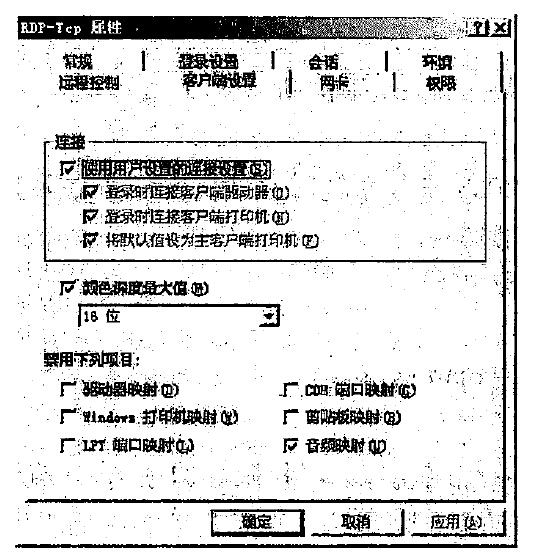 RDP-Tcp 属性
常规 登录设置 会话 环境
远程控制 客户端设置 网卡 权限
连接
使用用户设置的连接设置(S)
登录时连接客户端驱动器(D)
登录时连接客户端打印机(N)
将默认值设为主客户端打印机(F)
颜色深度最大值(M)
16 位
禁用下列项目:
驱动器映射(D) COM 端口映射(C)
Windows 打印机映射(W) 剪贴板映射(B)
LPT 端口映射(L) 音频映射(U)
确定 取消 应用(A)